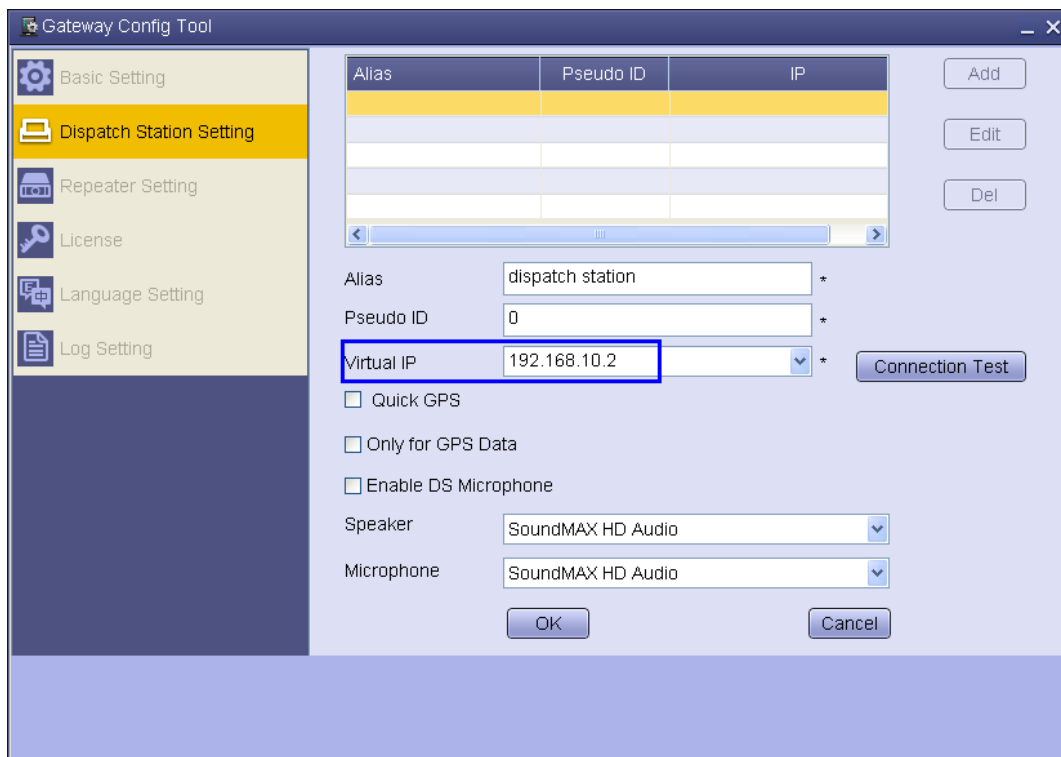 Gateway Config Tool
Basic Setting
Dispatch Station Setting
Repeater Setting
License
Language Setting
Log Setting
Alias Pseudo ID IP
Add
Edit
Del
Alias dispatch station *
Pseudo ID 0 *
Virtual IP 192.168.10.2 * Connection Test
Quick GPS
Only for GPS Data
Enable DS Microphone
Speaker SoundMAX HD Audio
Microphone SoundMAX HD Audio
OK Cancel